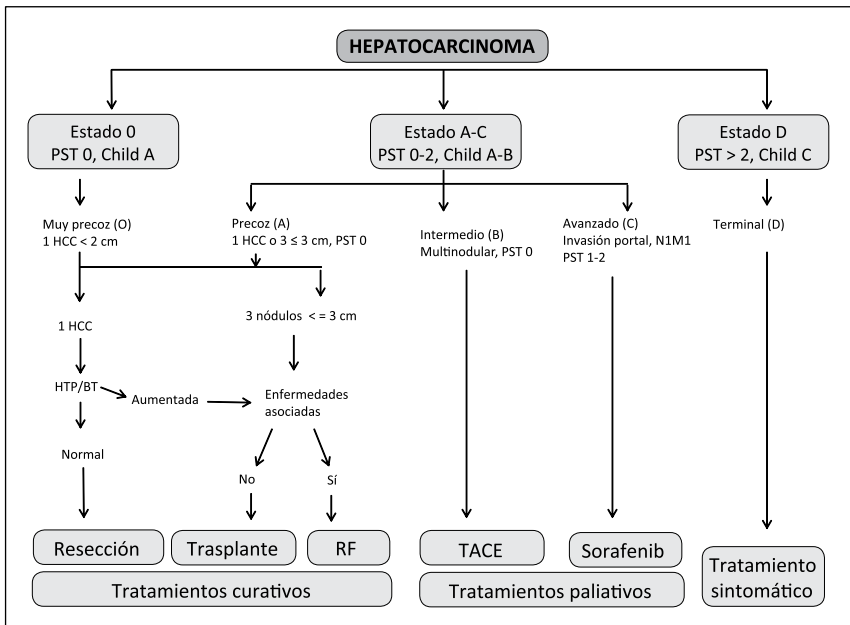 HEPATOCARCINOMA
Estado 0
PST 0, Child A
Estado A-C
PST 0-2, Child A-B
Estado D
PST > 2, Child C
Muy precoz (O)
1 HCC < 2 cm
Precoz (A)
1 HCC o 3 ≤ 3 cm, PST 0
Intermedio (B)
Multinodular, PST 0
Avanzado (C)
Invasión portal, N1M1
PST 1-2
Terminal (D)
1 HCC
3 nódulos < = 3 cm
HTP/BT
Aumentada
Enfermedades
asociadas
Normal
No
Sí
Resección
Trasplante
RF
TACE
Sorafenib
Tratamiento
sintomático
Tratamientos curativos
Tratamientos paliativos